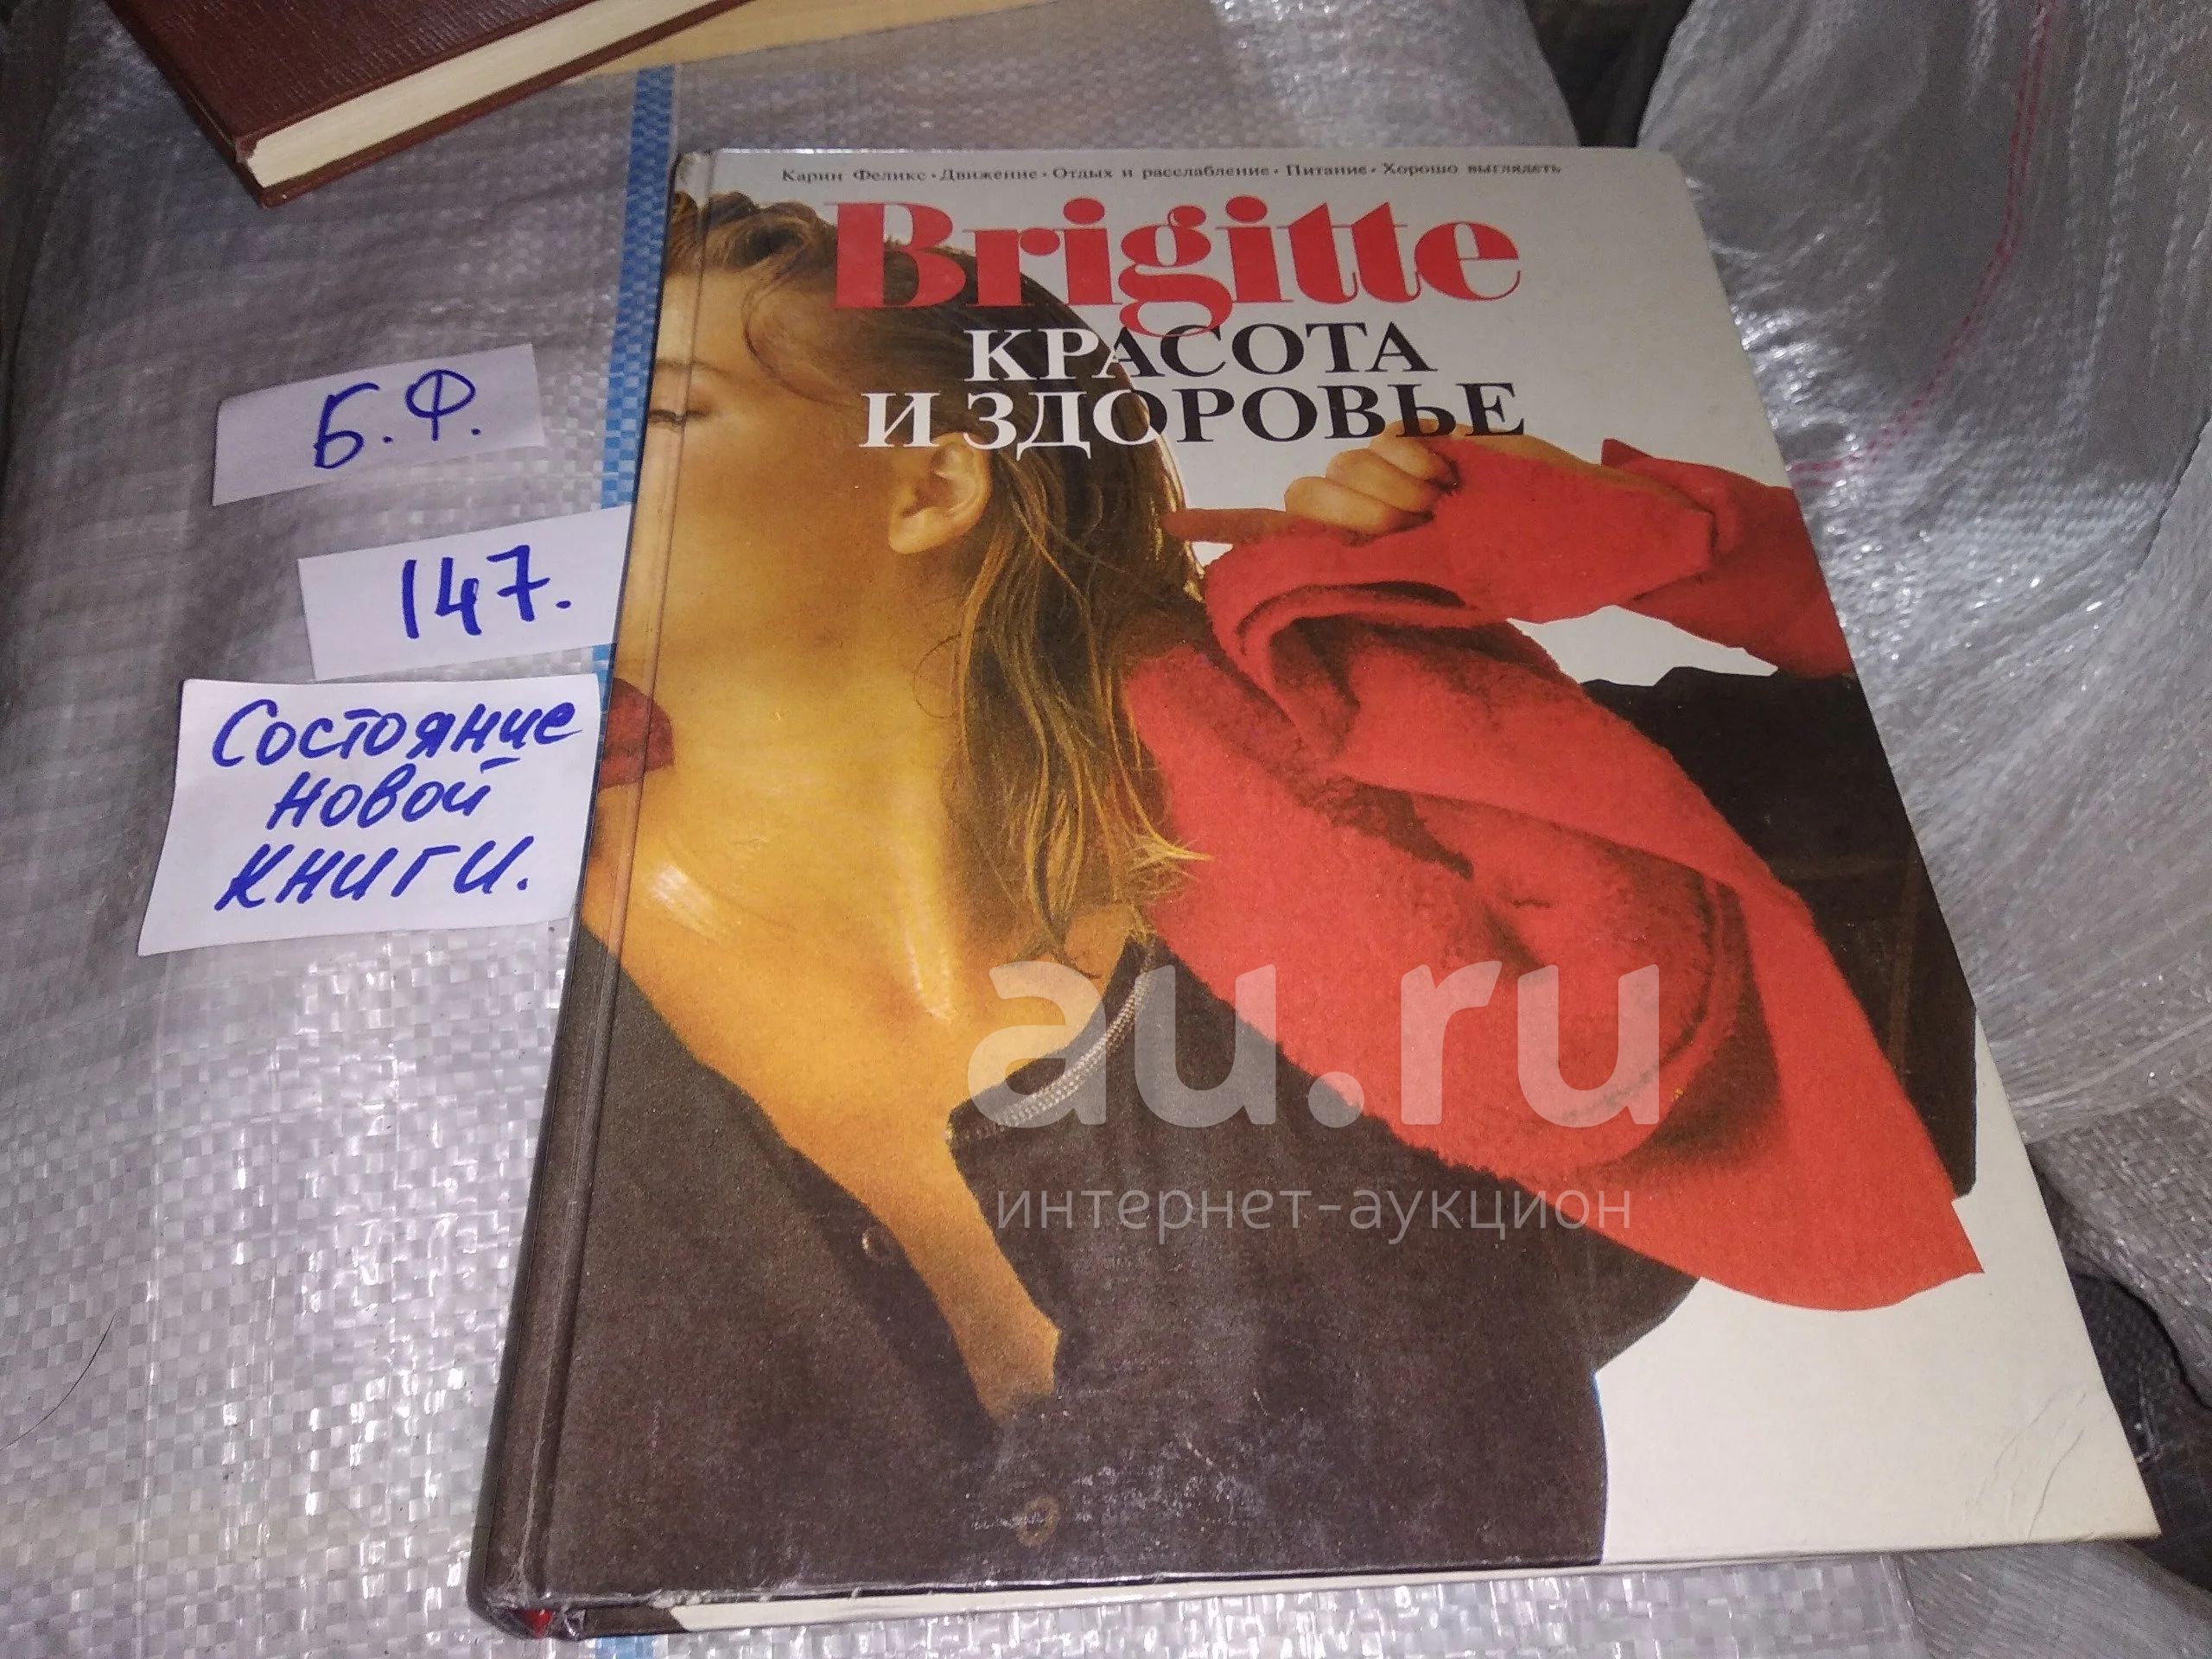 Карин Феликс • Движение • Отдых и расслабление • Питание • Хорошо выглядеть
Brigitte
КРАСОТА
И ЗДОРОВЬЕ
Б.Ф.
147.
Состояние
новой
книги.
au.ru
интернет-аукцион